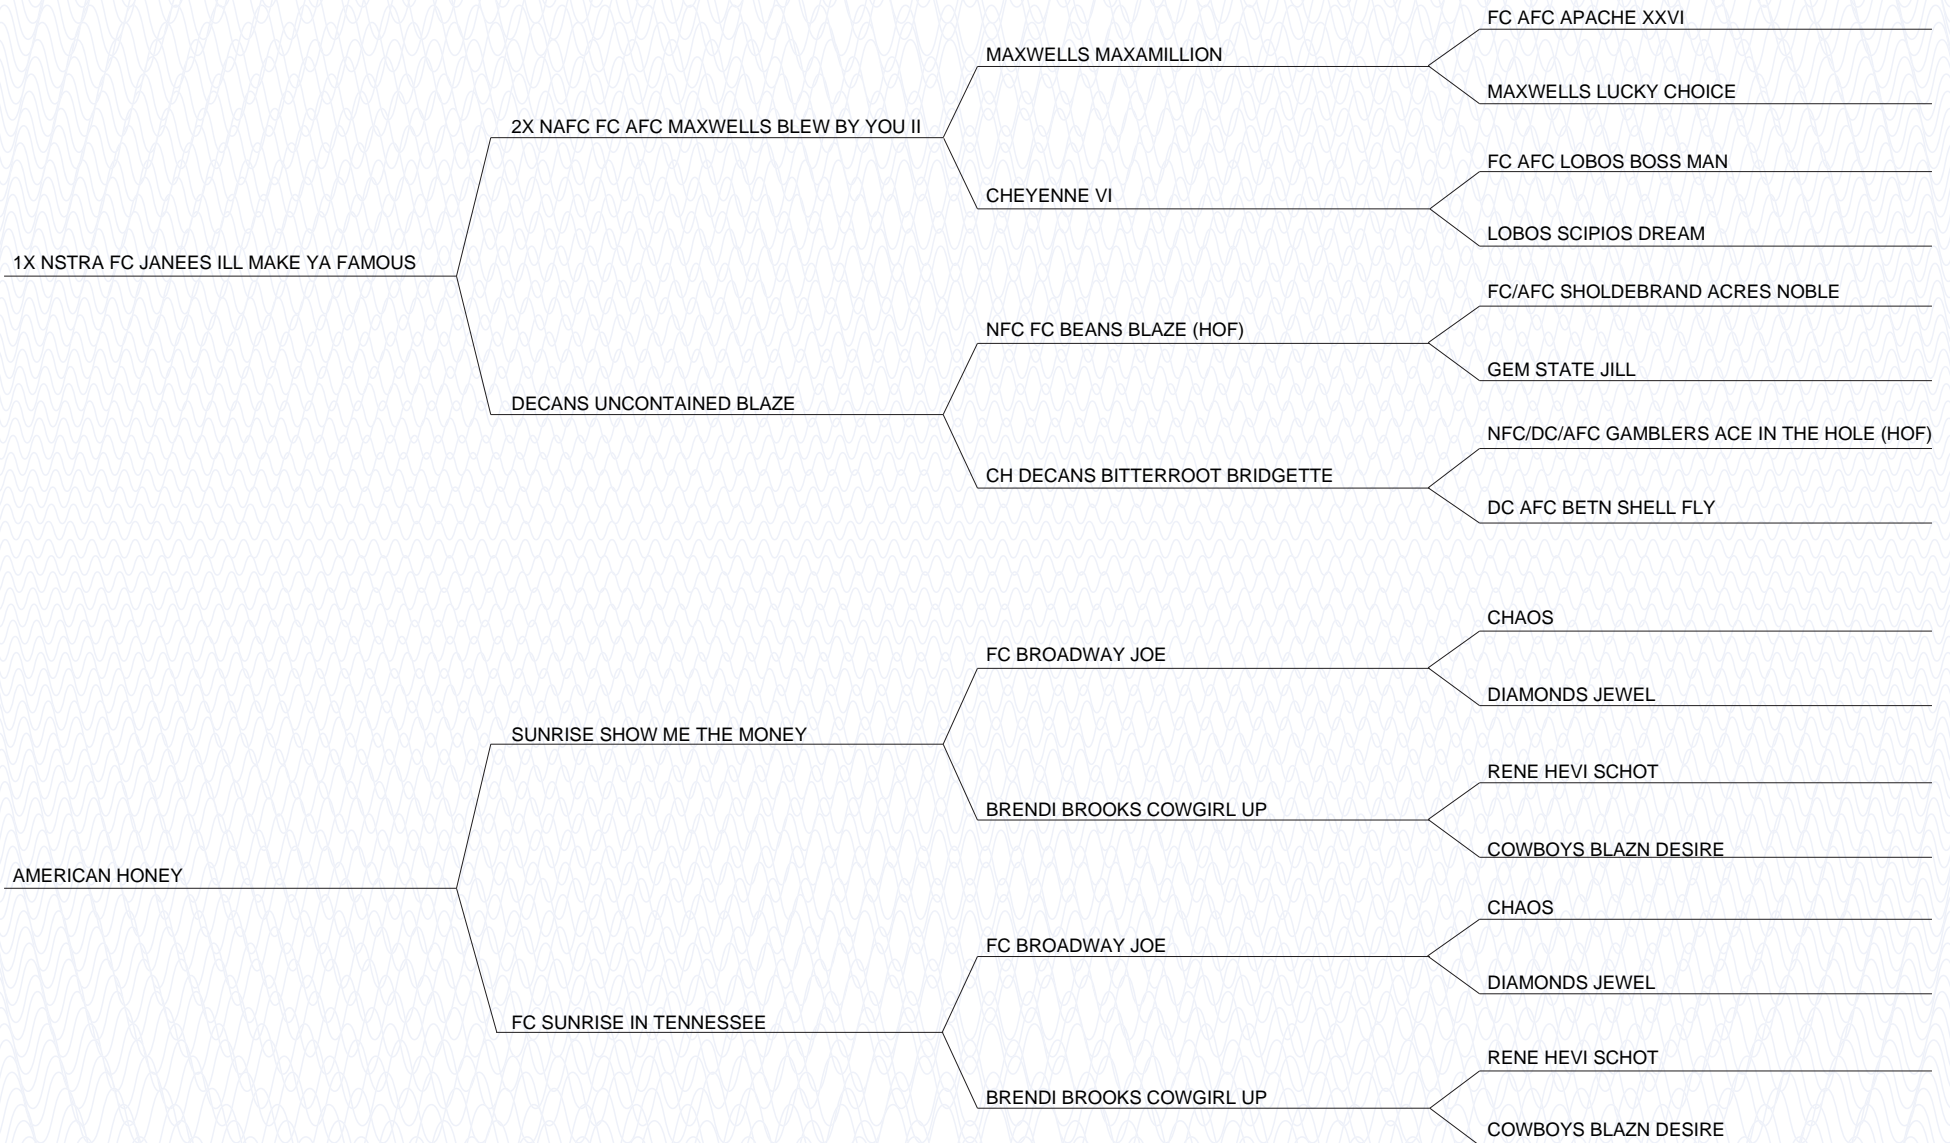 FC AFC APACHE XXVI
MAXWELLS MAXAMILLION
MAXWELLS LUCKY CHOICE
2X NAFC FC AFC MAXWELLS BLEW BY YOU II
FC AFC LOBOS BOSS MAN
CHEYENNE VI
LOBOS SCIPIOS DREAM
1X NSTRA FC JANEES ILL MAKE YA FAMOUS
FC/AFC SHOLDEBRAND ACRES NOBLE
NFC FC BEANS BLAZE (HOF)
GEM STATE JILL
DECANS UNCONTAINED BLAZE
NFC/DC/AFC GAMBLERS ACE IN THE HOLE (HOF)
CH DECANS BITTERROOT BRIDGETTE
DC AFC BETN SHELL FLY
CHAOS
FC BROADWAY JOE
DIAMONDS JEWEL
SUNRISE SHOW ME THE MONEY
RENE HEVI SCHOT
BRENDI BROOKS COWGIRL UP
COWBOYS BLAZN DESIRE
AMERICAN HONEY
CHAOS
FC BROADWAY JOE
DIAMONDS JEWEL
FC SUNRISE IN TENNESSEE
RENE HEVI SCHOT
BRENDI BROOKS COWGIRL UP
COWBOYS BLAZN DESIRE